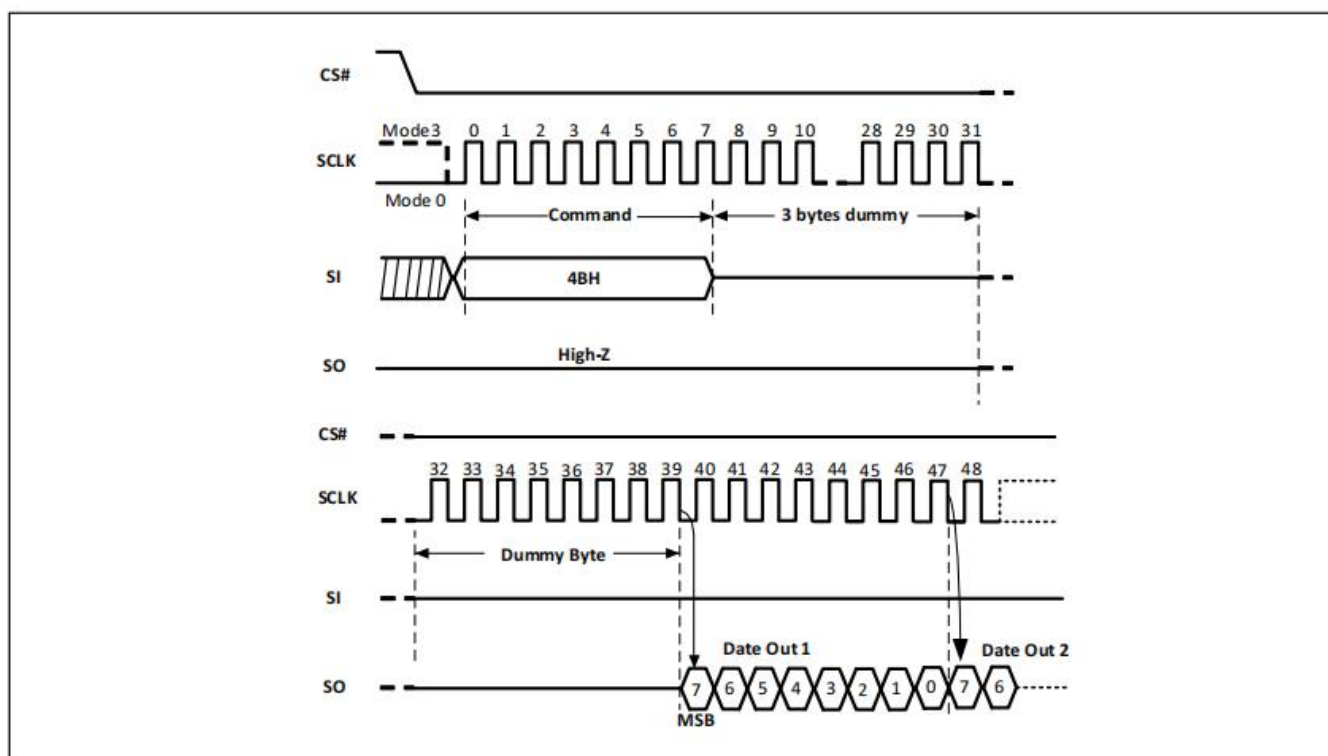 CS#
Mode3 0 1 2 3 4 5 6 7 8 9 10 28 29 30 31
SCLK
Mode 0
Command 3 bytes dummy
SI 4BH
High-Z
SO
CS#
32 33 34 35 36 37 38 39 40 41 42 43 44 45 46 47 48
SCLK
Dummy Byte
SI
Date Out 1 Date Out 2
SO 7 6 5 4 3 2 1 0 7 6
MSB